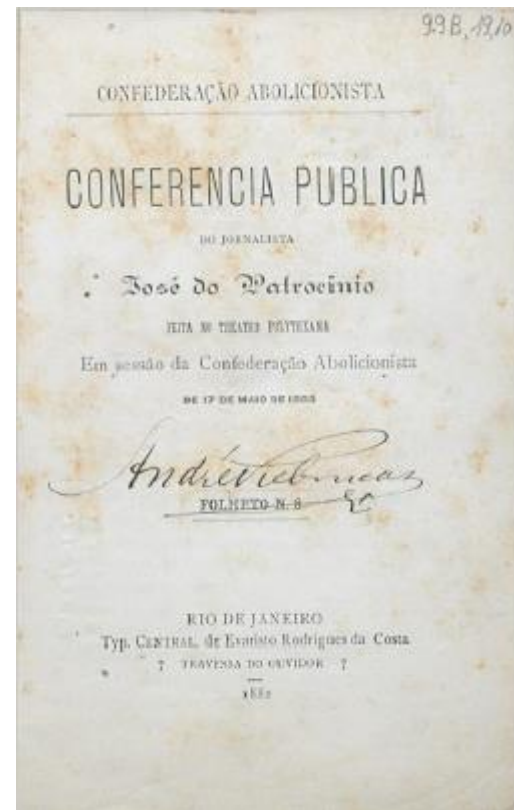 99B, 19,10
CONFEDERAÇÃO ABOLICIONISTA
CONFERENCIA PUBLICA
DO JORNALISTA
José do Patrocinio
FEITA NO THEATRO POLYTHEAMA
Em sessão da Confederação Abolicionista
DE 17 DE MAIO DE 1885
André
FOLHETO N. 8
RIO DE JANEIRO
Typ. CENTRAL, de Evaristo Rodrigues da Costa
7 TRAVESSA DO OUVIDOR 7